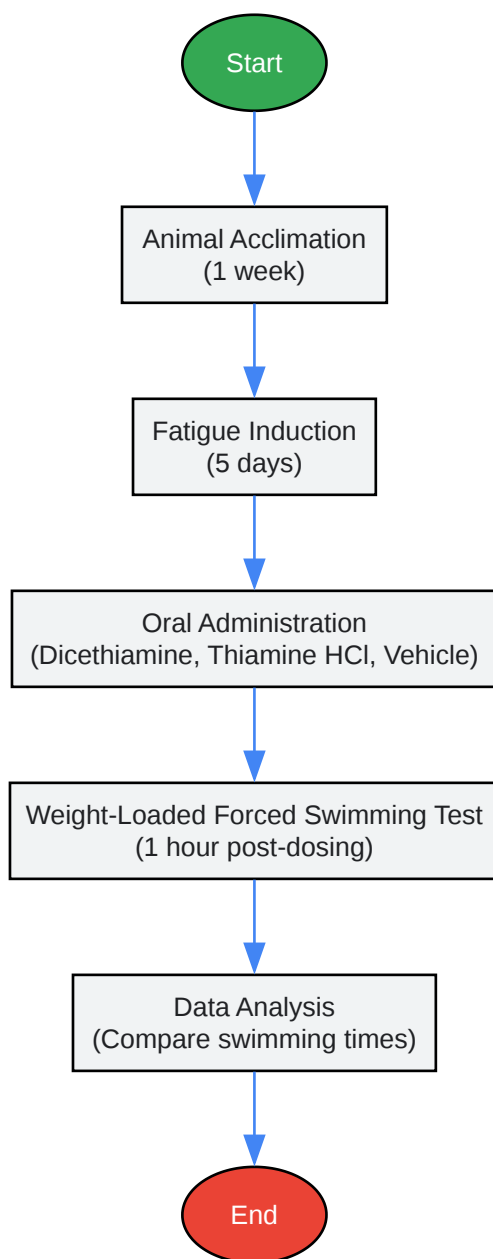 Start
Animal Acclimation
(1 week)
Fatigue Induction
(5 days)
Oral Administration
(Dicethiamine, Thiamine HCl, Vehicle)
Weight-Loaded Forced Swimming Test
(1 hour post-dosing)
Data Analysis
(Compare swimming times)
End